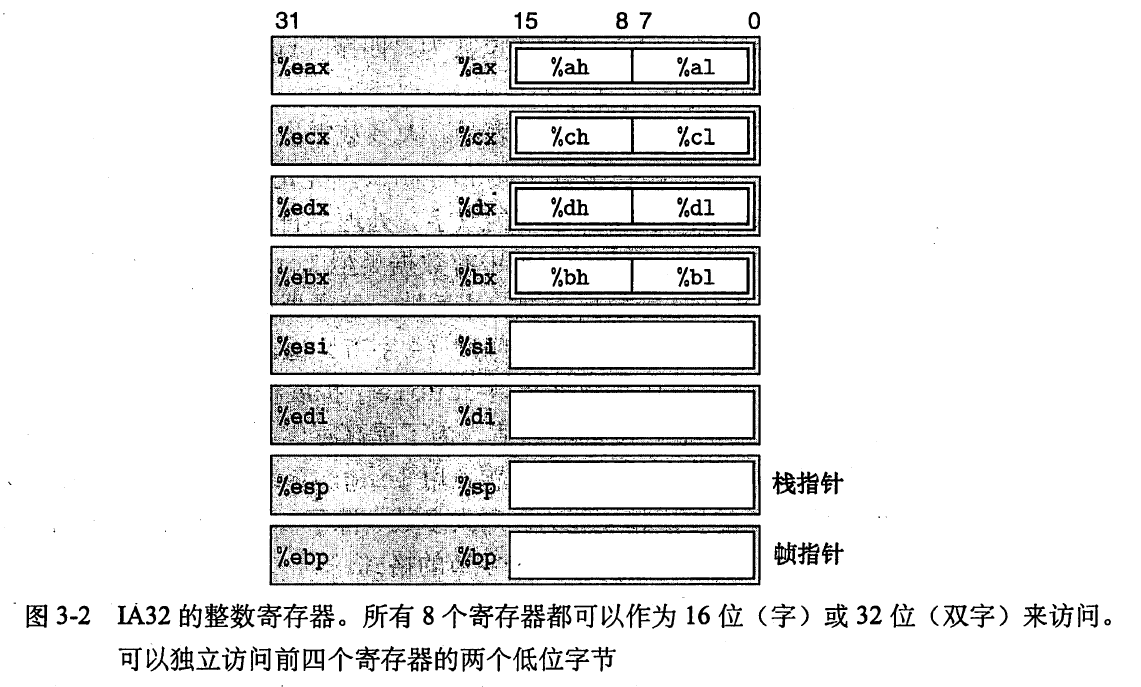 31 15 8 7 0
%eax %ax %ah %al
%ecx %cx %ch %cl
%edx %dx %dh %dl
%ebx %bx %bh %bl
%esi %si
%edi %di
%esp %sp 栈指针
%ebp %bp 帧指针
图 3-2 IA32 的整数寄存器。所有 8 个寄存器都可以作为 16 位（字）或 32 位（双字）来访问。
可以独立访问前四个寄存器的两个低位字节